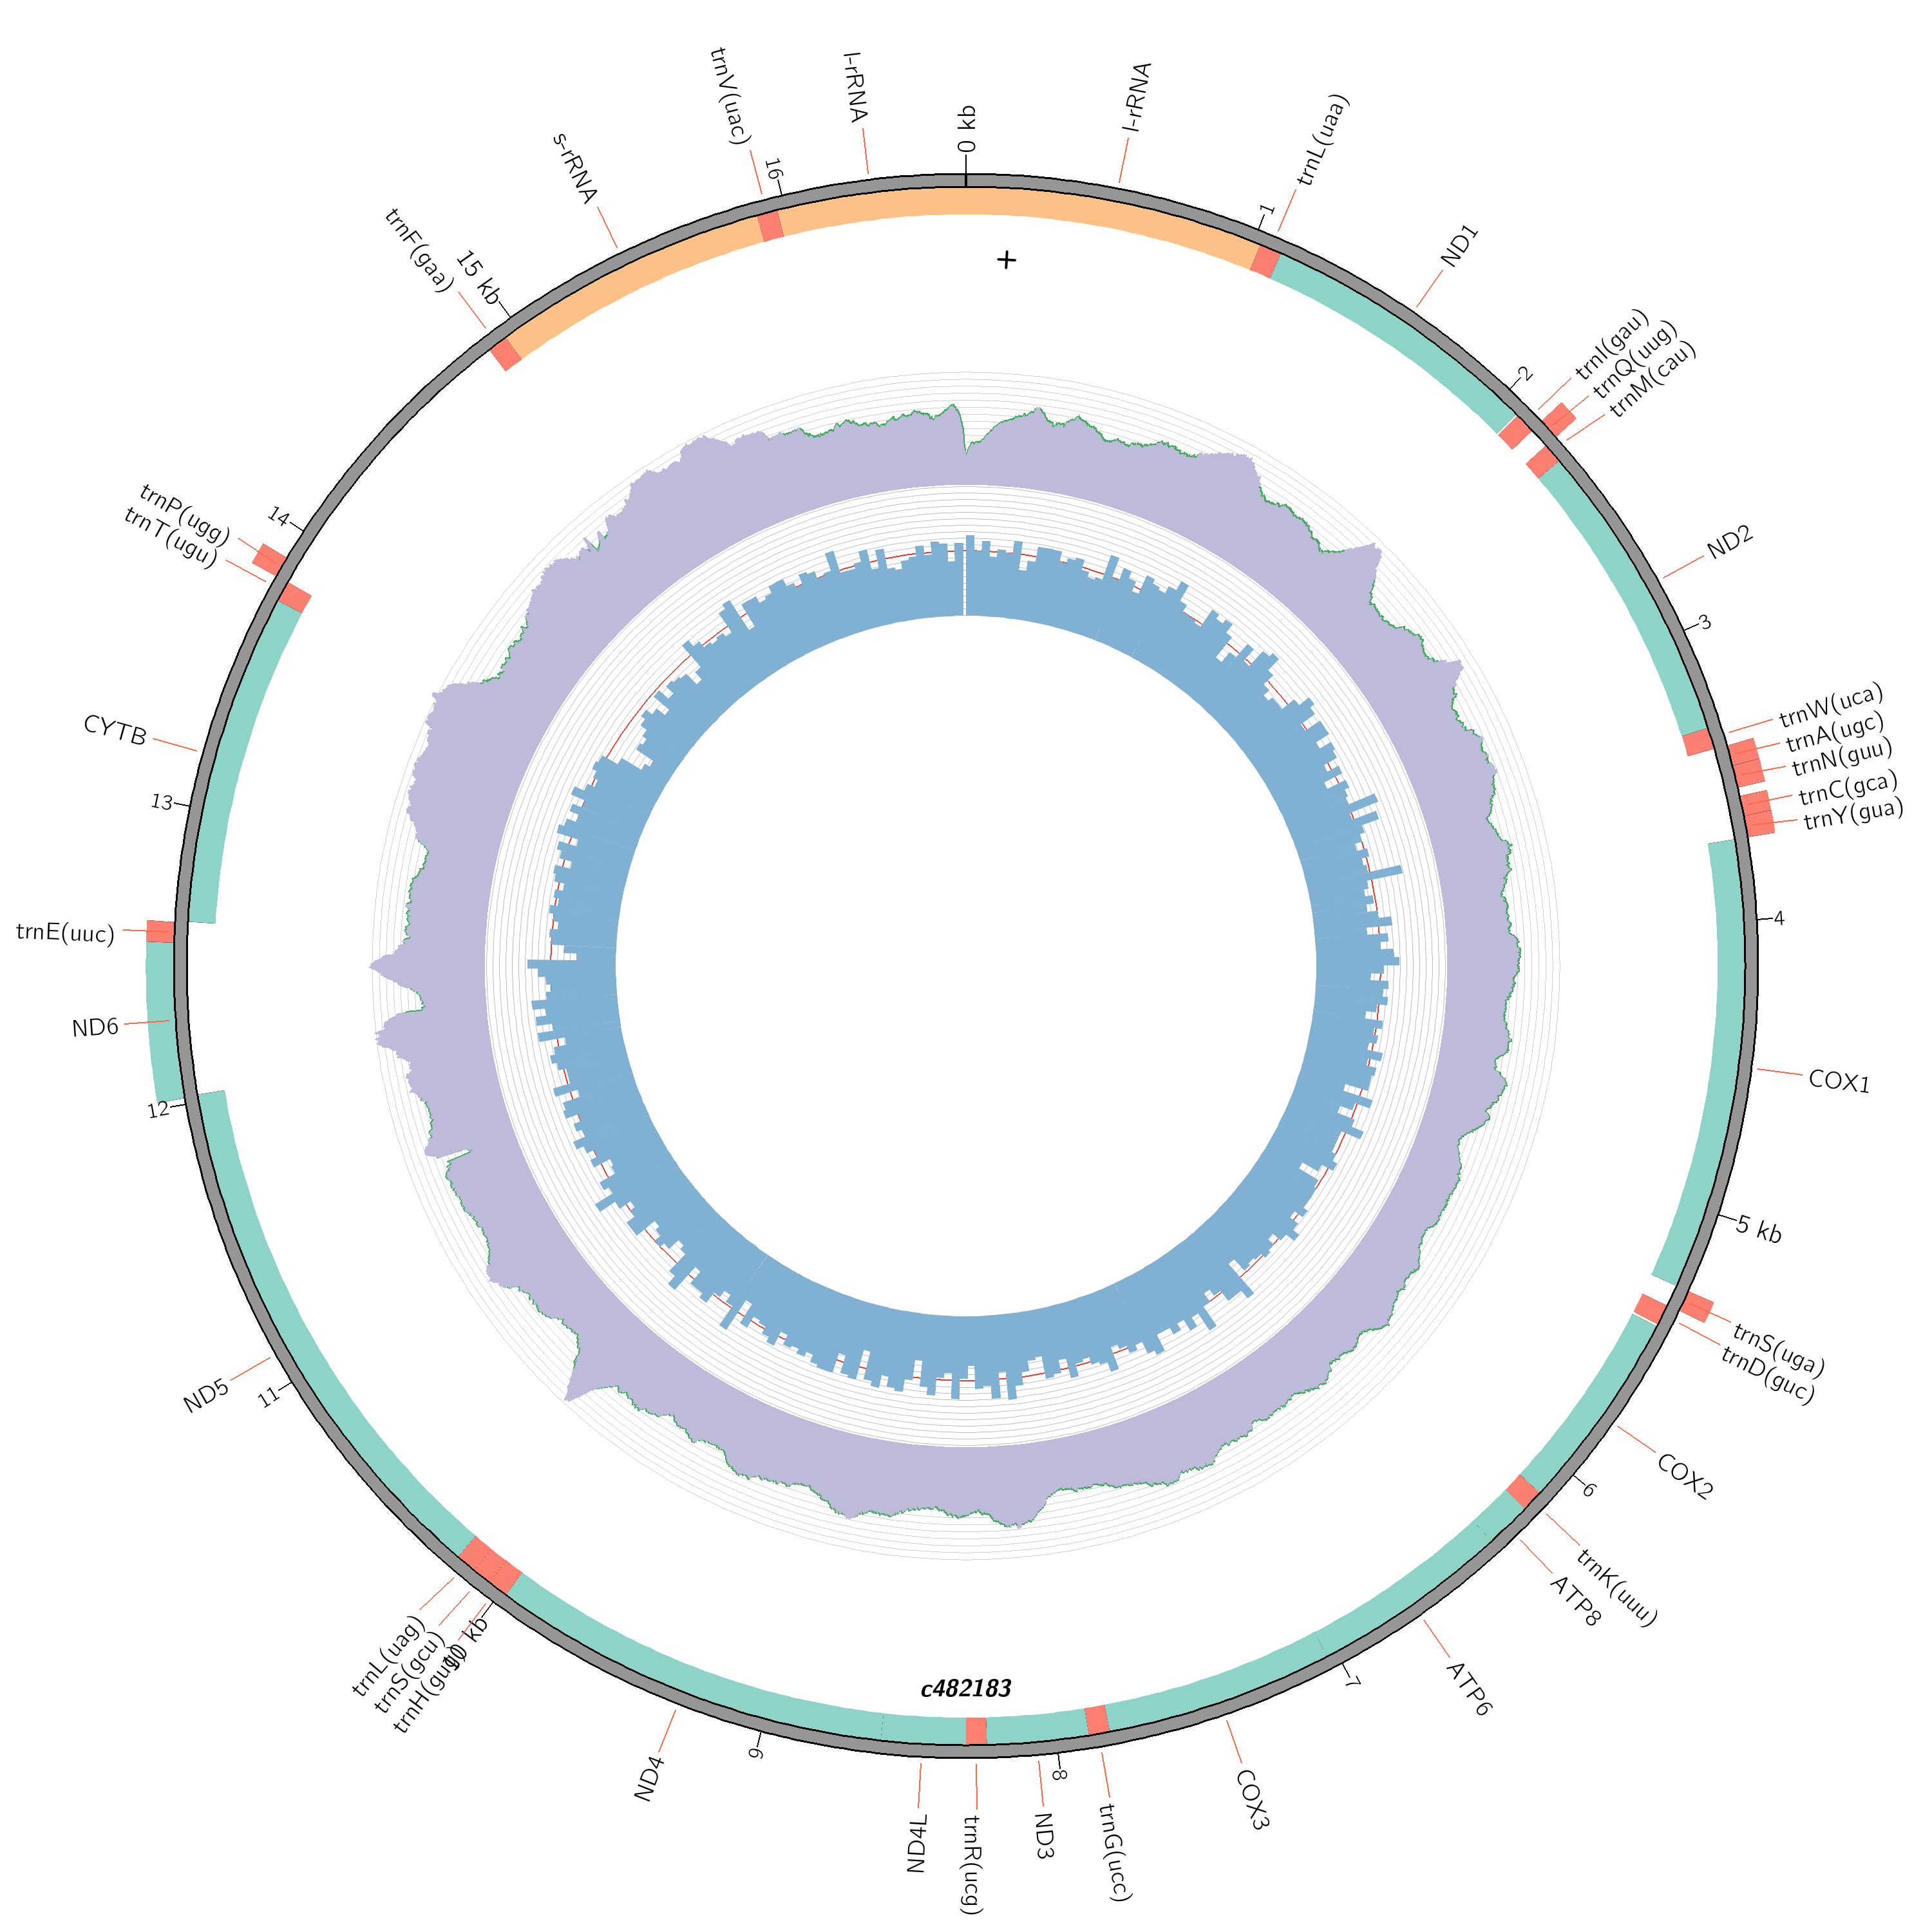 0 kb
l-rRNA
trnL(uaa)
1
ND1
2
trnI(gau)
trnQ(uug)
trnM(cau)
ND2
3
trnW(uca)
trnA(ugc)
trnN(guu)
trnC(gca)
trnY(gua)
4
COX1
5 kb
trnS(uga)
trnD(guc)
COX2
6
trnK(uuu)
ATP8
ATP6
7
COX3
trnG(ucc)
8
ND3
trnR(ucg)
ND4L
9
ND4
10 kb
trnH(gug)
trnS(gcu)
trnL(uag)
11
ND5
12
ND6
trnE(uuc)
13
CYTB
trnT(ugu)
trnP(ugg)
14
trnF(gaa)
15 kb
s-rRNA
trnV(uac)
16
l-rRNA
+
c482183